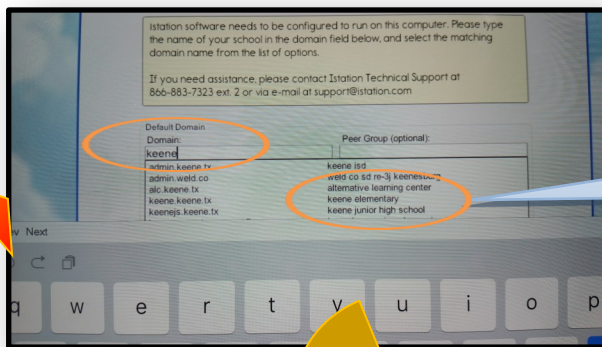 Istation software needs to be configured to run on this computer. Please type
the name of your school in the domain field below, and select the matching
domain name from the list of options.
If you need assistance, please contact Istation Technical Support at
866-883-7323 ext. 2 or via e-mail at support@istation.com
Default Domain
Domain: Peer Group (optional):
keene
admin.keene.tx keene isd
admin.weld.co weld co sd re-3j keenesburg
alc.keene.tx alternative learning center
keene.keene.tx keene elementary
keenejs.keene.tx keene junior high school
Next
q w e r t y u i o p